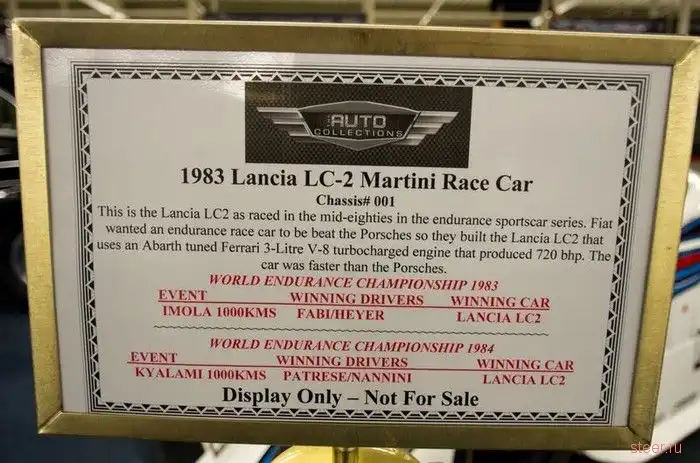 THE AUTO
COLLECTIONS
1983 Lancia LC-2 Martini Race Car
Chassis# 001
This is the Lancia LC2 as raced in the mid-eighties in the endurance sportscar series. Fiat
wanted an endurance race car to be beat the Porsches so they built the Lancia LC2 that
uses an Abarth tuned Ferrari 3-Litre V-8 turbocharged engine that produced 720 bhp. The
car was faster than the Porsches.
WORLD ENDURANCE CHAMPIONSHIP 1983
EVENT WINNING DRIVERS WINNING CAR
IMOLA 1000KMS FABI/HEYER LANCIA LC2
WORLD ENDURANCE CHAMPIONSHIP 1984
EVENT WINNING DRIVERS WINNING CAR
KYALAMI 1000KMS PATRESE/NANNINI LANCIA LC2
Display Only – Not For Sale
steer.ru